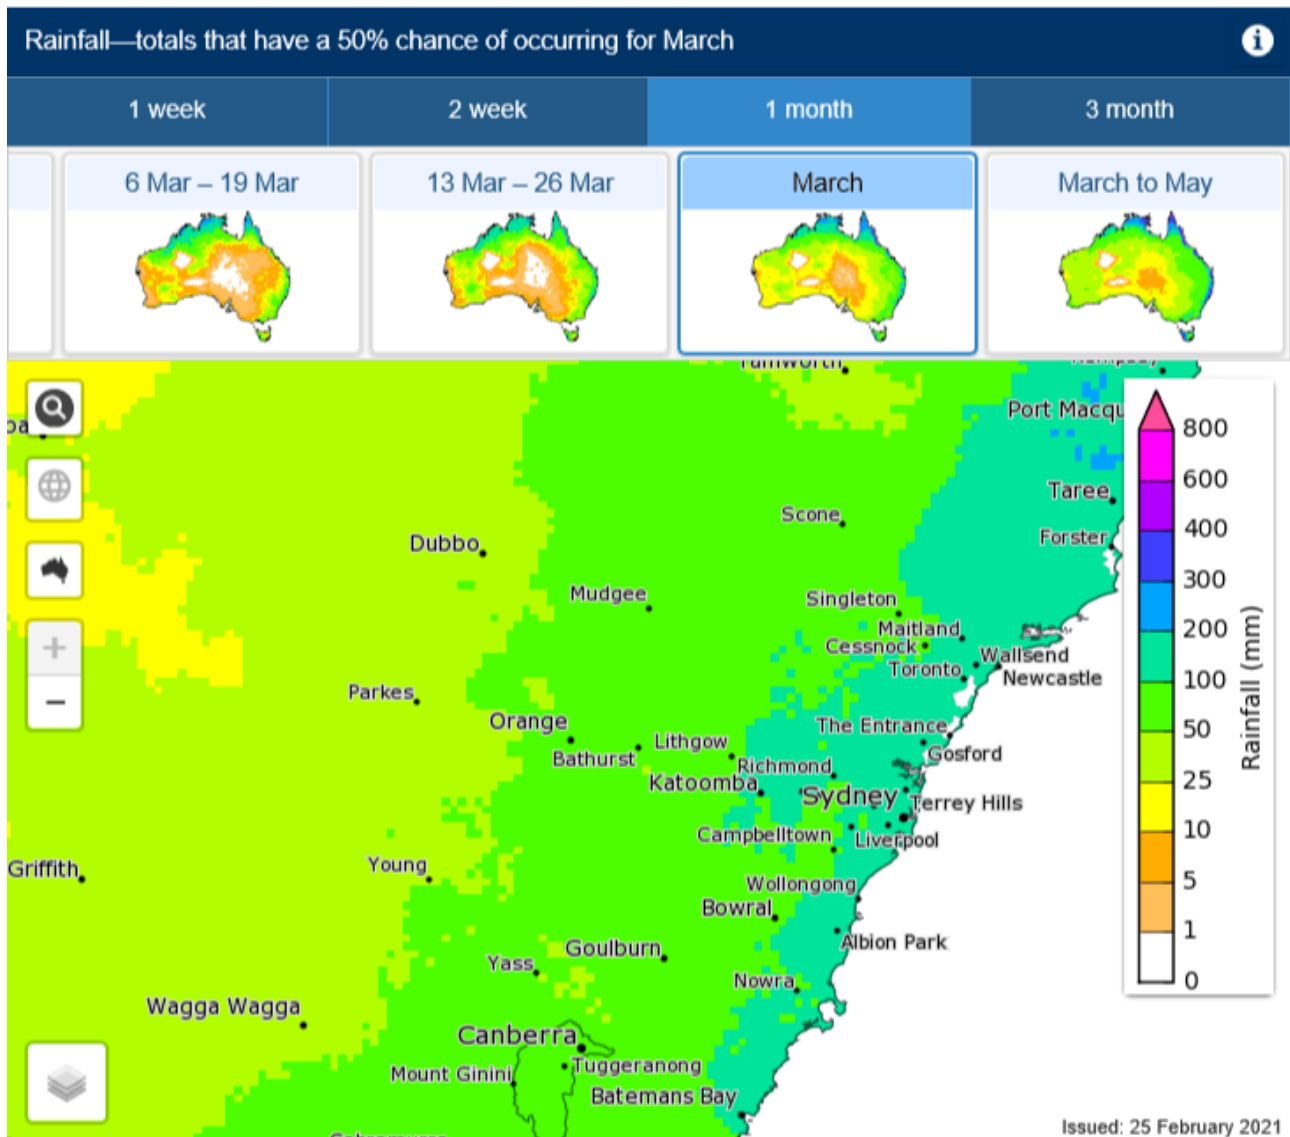 Rainfall—totals that have a 50% chance of occurring for March
1 week
2 week
1 month
3 month
6 Mar – 19 Mar
13 Mar – 26 Mar
March
March to May
Tamworth
Port Macqu
Taree
Scone
Forster
Dubbo
Mudgee
Singleton
Maitland
Cessnock
Wallsend
Toronto
Newcastle
Parkes
Orange
The Entrance
Lithgow
Gosford
Bathurst
Richmond
Katoomba
Sydney
Terrey Hills
Campbelltown
Liverpool
Griffith
Young
Wollongong
Bowral
Albion Park
Goulburn
Yass
Nowra
Wagga Wagga
Canberra
Tuggeranong
Mount Ginini
Batemans Bay
800
600
400
300
200
100
50
25
10
5
1
0
Rainfall (mm)
Issued: 25 February 2021